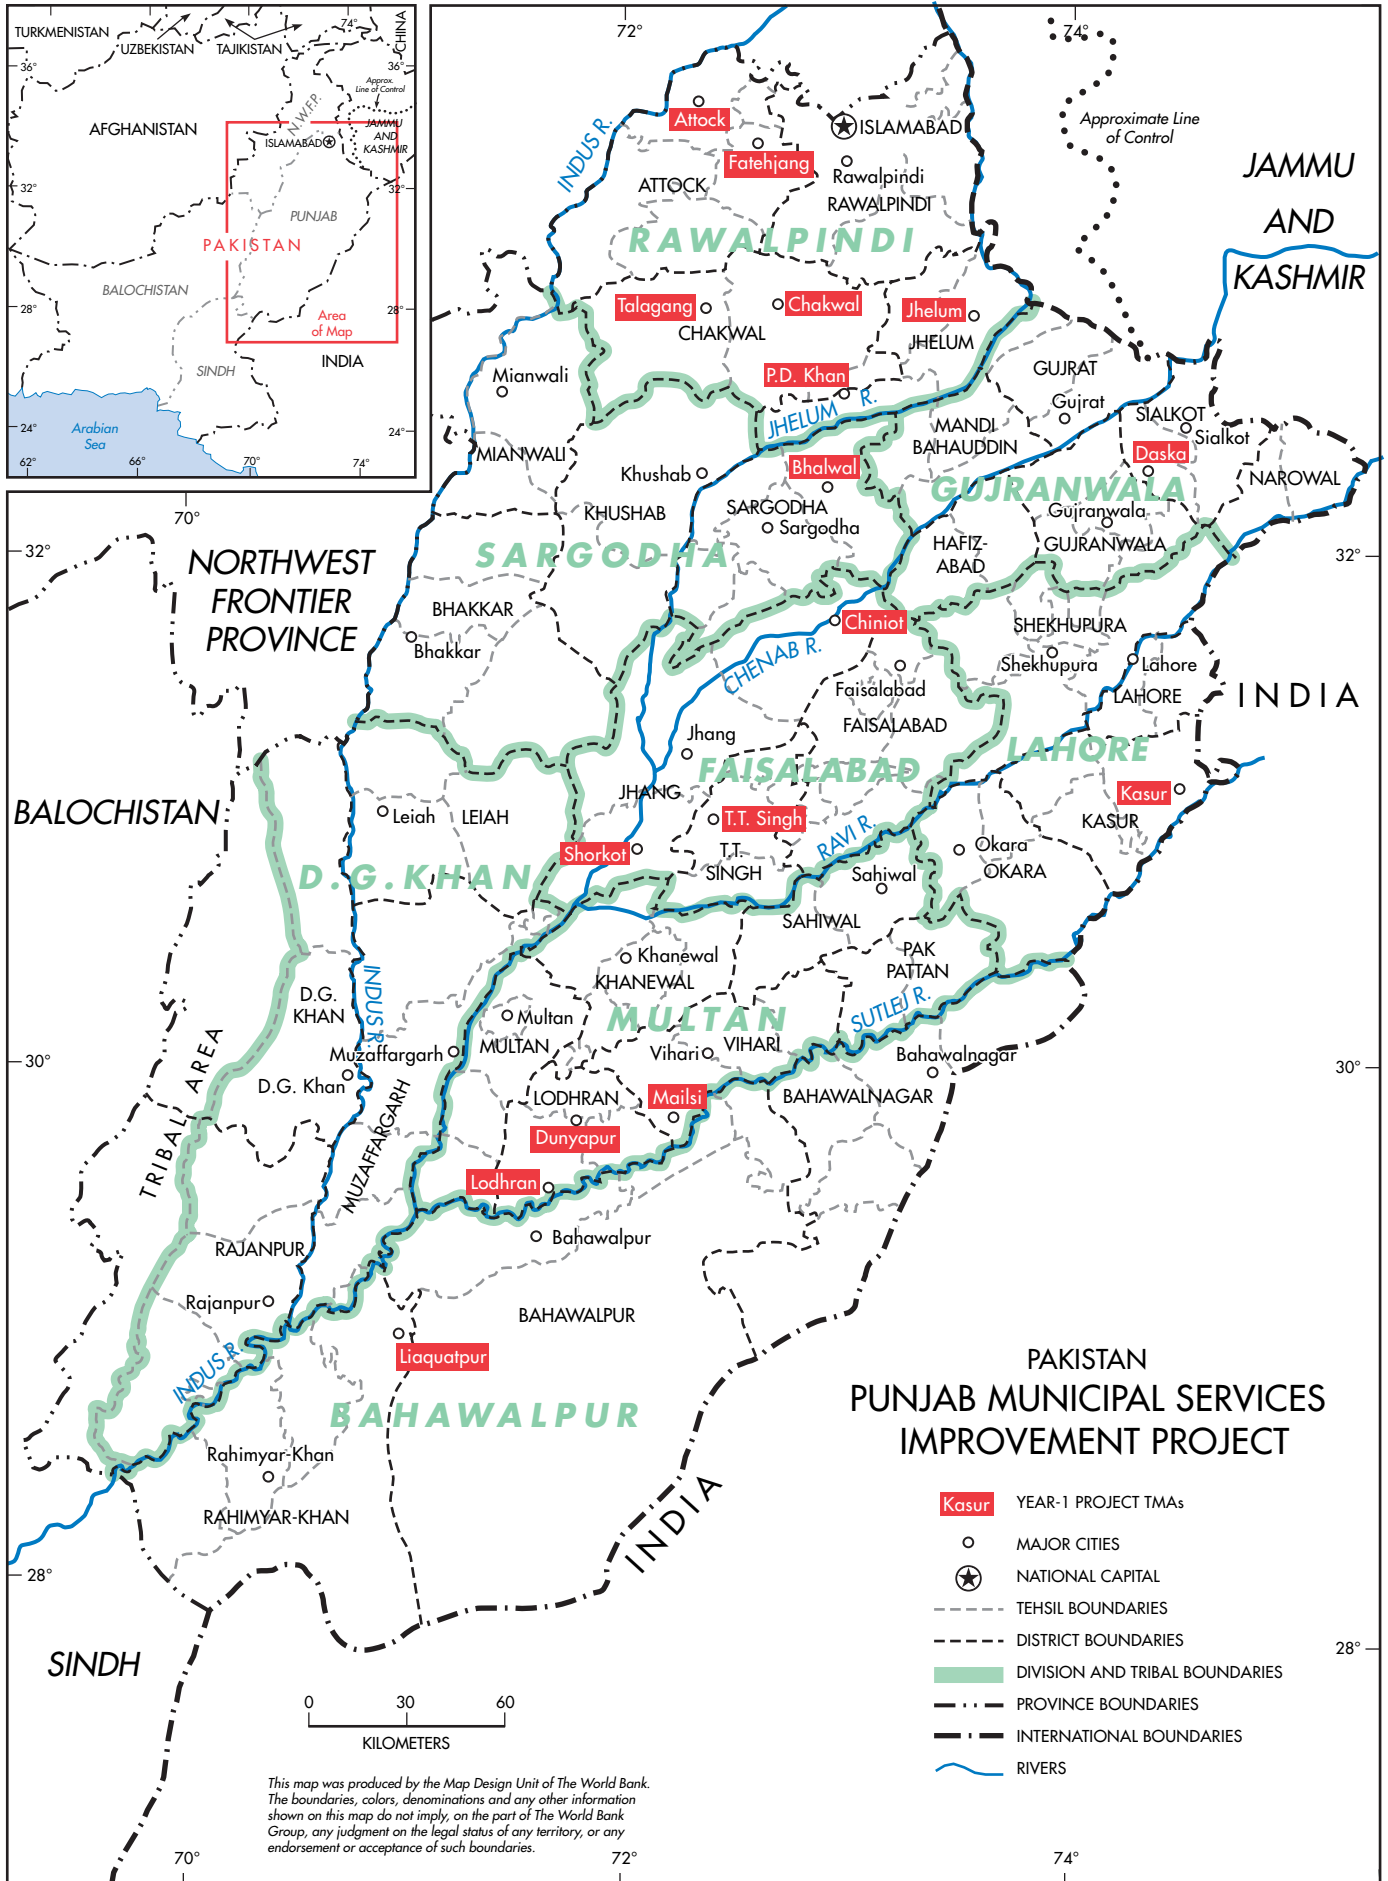 TURKMENISTAN
UZBEKISTAN
TAJIKISTAN
74°
CHINA
36°
36°
Approx.
Line of Control
N.W.F.P.
JAMMU
AND
KASHMIR
AFGHANISTAN
ISLAMABAD
32°
32°
PUNJAB
PAKISTAN
BALOCHISTAN
28°
28°
Area
of Map
INDIA
SINDH
24°
24°
Arabian
Sea
62°
66°
70°
74°
72°
74°
Attock
ISLAMABAD
Approximate Line
of Control
INDUS R.
Fatehjang
Rawalpindi
ATTOCK
RAWALPINDI
JAMMU
AND
KASHMIR
RAWALPINDI
Talagang
Chakwal
Jhelum
CHAKWAL
JHELUM
Mianwali
P.D. Khan
GUJRAT
Gujrat
JHELUM R.
SIALKOT
Sialkot
MANDI
BAHAUDDIN
MIANWALI
Daska
Khushab
Bhalwal
NAROWAL
GUJRANWALA
KHUSHAB
SARGODHA
Sargodha
Gujranwala
GUJRANWALA
70°
32°
32°
NORTHWEST
FRONTIER
PROVINCE
SARGODHA
HAFIZ-
ABAD
BHAKKAR
Bhakkar
Chiniot
SHEKHUPURA
Shekhupura
Lahore
LAHORE
CHENAB R.
Faisalabad
FAISALABAD
INDIA
Jhang
FAISALABAD
LAHORE
JHANG
Kasur
KASUR
BALOCHISTAN
Leiah
LEIAH
T.T. Singh
Shorkot
T.T.
SINGH
RAVI R.
Okara
OKARA
Sahiwal
D.G.KHAN
SAHIWAL
PAK
PATTAN
Khanewal
KHANEWAL
D.G.
KHAN
INDUS R.
Multan
MULTAN
MULTAN
SUTLEJ R.
Muzaffargarh
Vihari
VIHARI
Bahawalnagar
30°
30°
D.G. Khan
TRIBAL AREA
MUZAFFARGARH
LODHRAN
Mailsi
BAHAWALNAGAR
Dunyapur
Lodhran
Bahawalpur
RAJANPUR
Rajanpur
BAHAWALPUR
Liaquatpur
INDUS R.
BAHAWALPUR
Rahimyar-Khan
RAHIMYAR-KHAN
INDIA
28°
28°
SINDH
PAKISTAN
PUNJAB MUNICIPAL SERVICES
IMPROVEMENT PROJECT
Kasur YEAR-1 PROJECT TMAs
MAJOR CITIES
NATIONAL CAPITAL
TEHSIL BOUNDARIES
DISTRICT BOUNDARIES
DIVISION AND TRIBAL BOUNDARIES
PROVINCE BOUNDARIES
INTERNATIONAL BOUNDARIES
RIVERS
0 30 60
KILOMETERS
This map was produced by the Map Design Unit of The World Bank.
The boundaries, colors, denominations and any other information
shown on this map do not imply, on the part of The World Bank
Group, any judgment on the legal status of any territory, or any
endorsement or acceptance of such boundaries.
70°
72°
74°